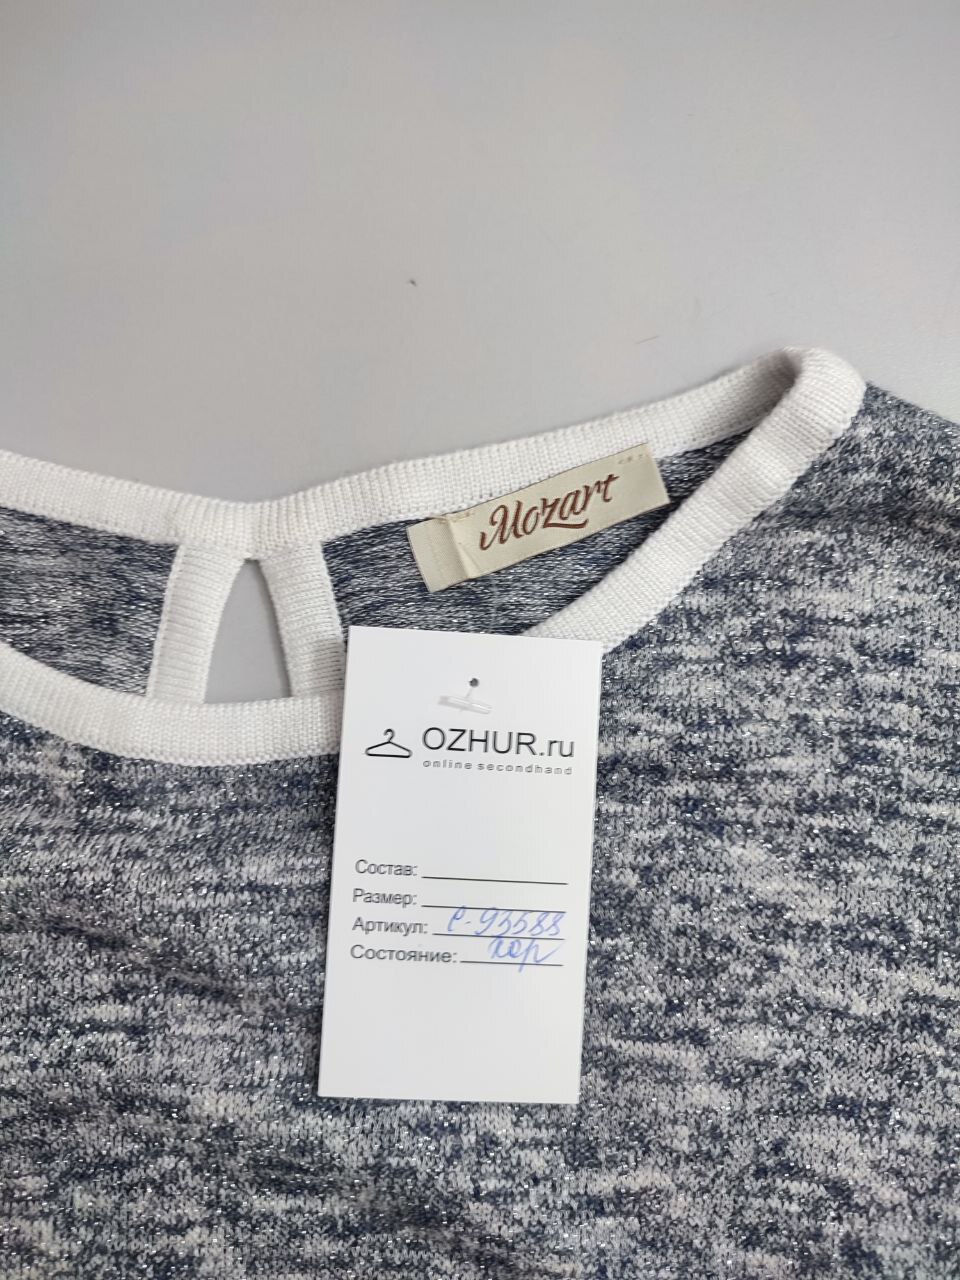 Mozart
OZHUR.ru
online secondhand
Состав:
Размер:
Артикул: е-93588
Состояние: хор